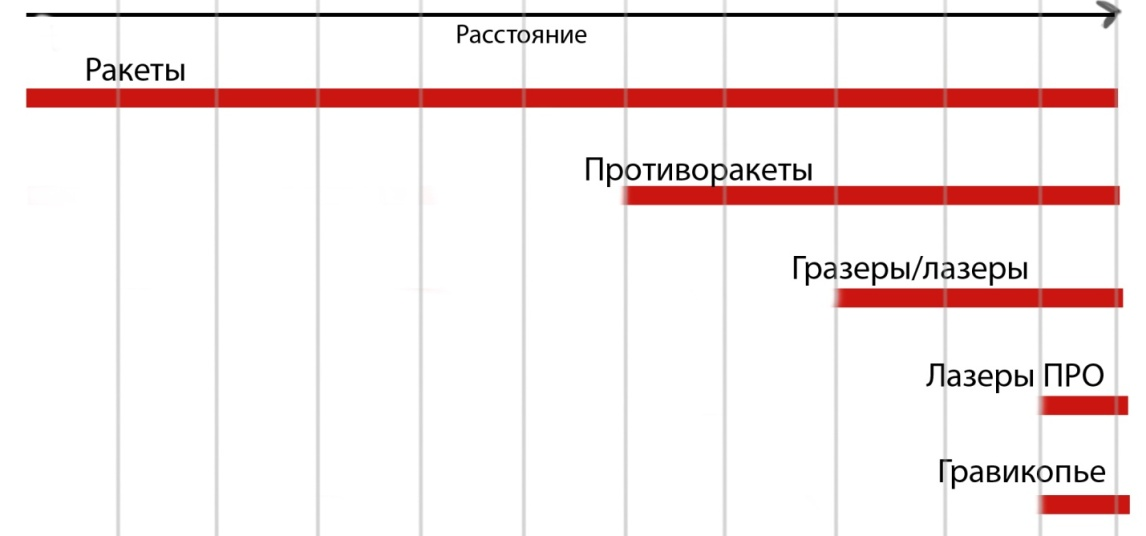 Расстояние
Ракеты
Противоракеты
Гразеры/лазеры
Лазеры ПРО
Гравикопье